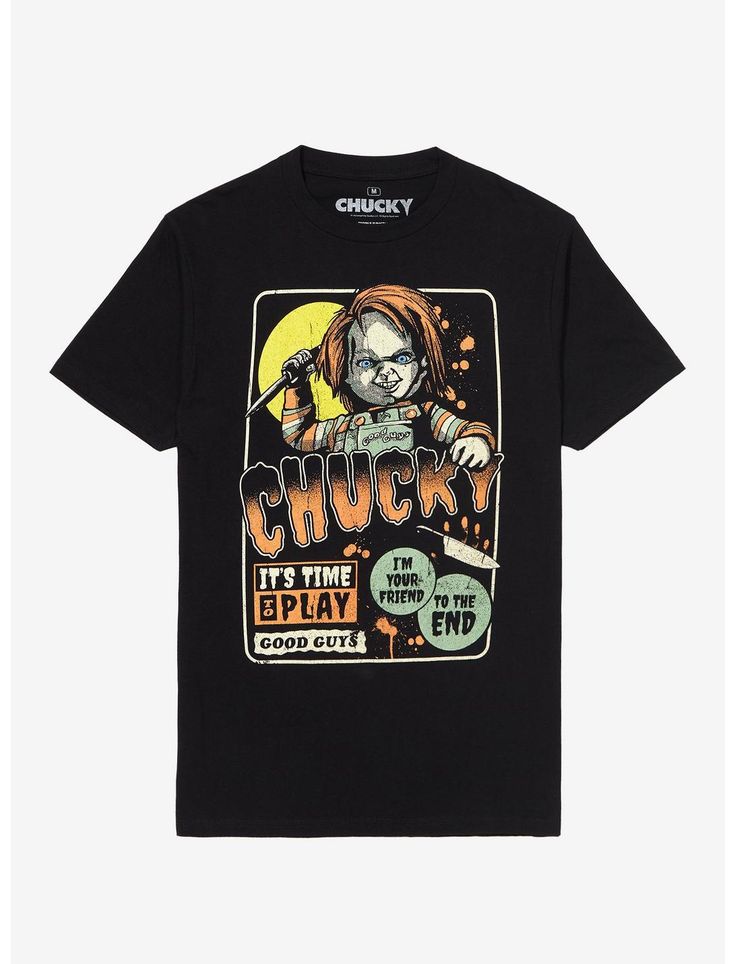 M
CHUCKY
GOOD GUYS
CHUCKY
IT'S TIME
TO PLAY
GOOD GUYS
I'M
YOUR
FRIEND
TO THE
END